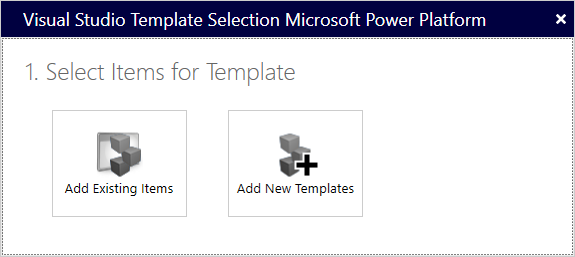 Visual Studio Template Selection Microsoft Power Platform
1. Select Items for Template
Add Existing Items
Add New Templates